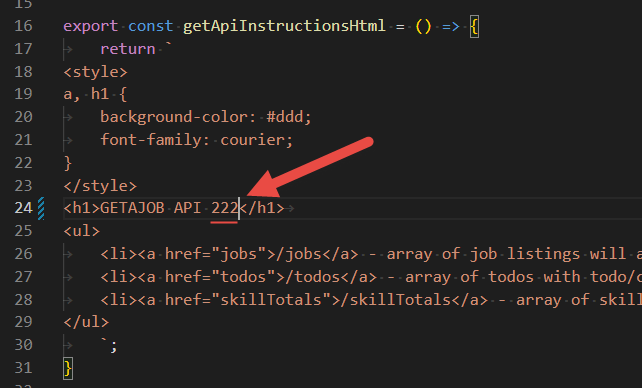 15
16 export const getApiInstructionsHtml = () => {
17 return `
18 <style>
19 a, h1 {
20 background-color: #ddd;
21 font-family: courier;
22 }
23 </style>
24 <h1>GETAJOB API 222</h1>
25 <ul>
26 <li><a href="jobs">/jobs</a> - array of job listings will
27 <li><a href="todos">/todos</a> - array of todos with
28 <li><a href="skillTotals">/skillTotals</a> - array of
29 </ul>
30 `;
31 }